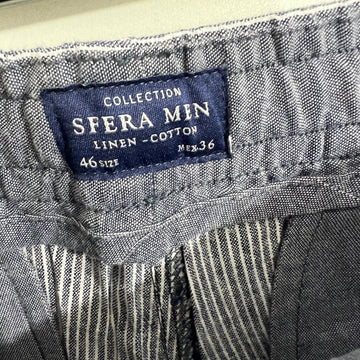 COLLECTION
SFERA MEN
LINEN - COTTON
46 SIZE MEX. 36